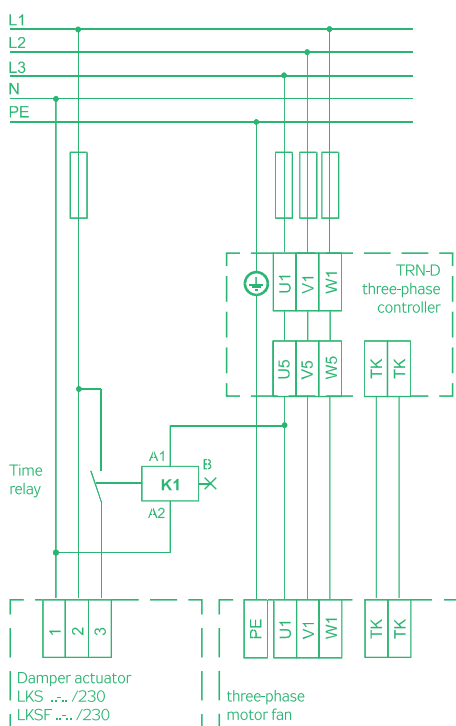 L1
L2
L3
N
PE
TRN-D
three-phase
controller
U1
V1
W1
U5
V5
W5
TK
TK
A1
B
K1
A2
Time
relay
1
2
3
PE
U1
V1
W1
TK
TK
Damper actuator
LKS ..-.. /230
LKSF ..-.. /230
three-phase
motor fan